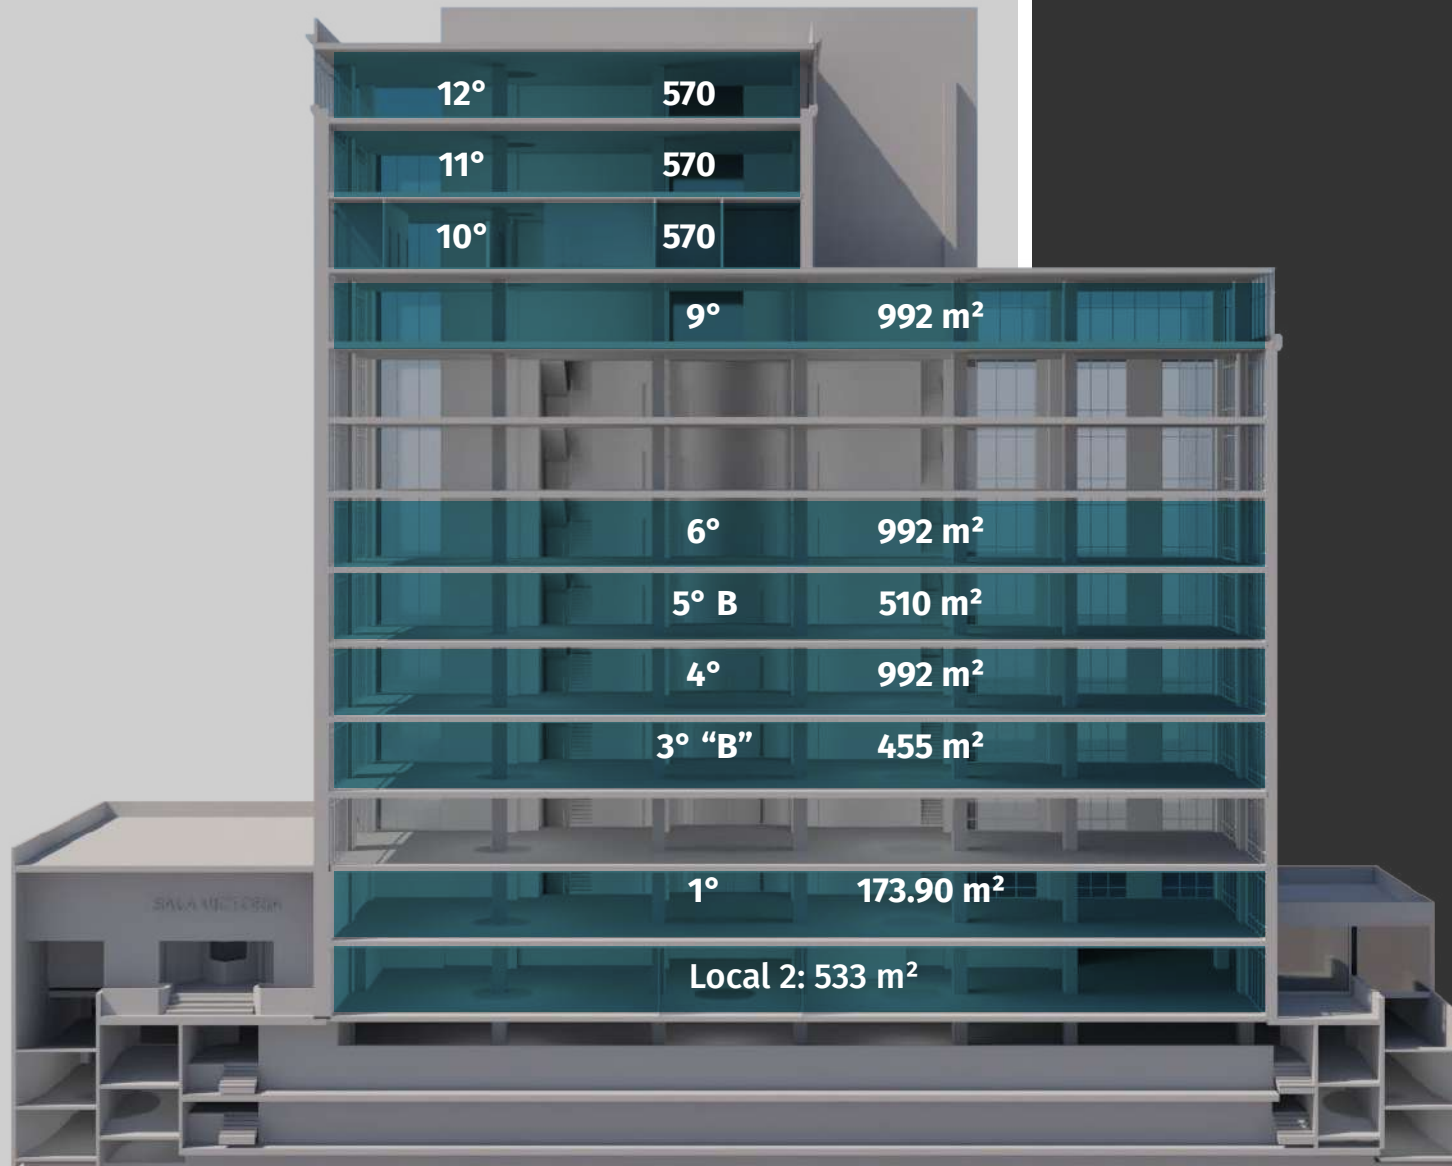 12° 570
11° 570
10° 570
9° 992 m²
6° 992 m²
5° B 510 m²
4° 992 m²
3° “B” 455 m²
1° 173.90 m²
Local 2: 533 m²